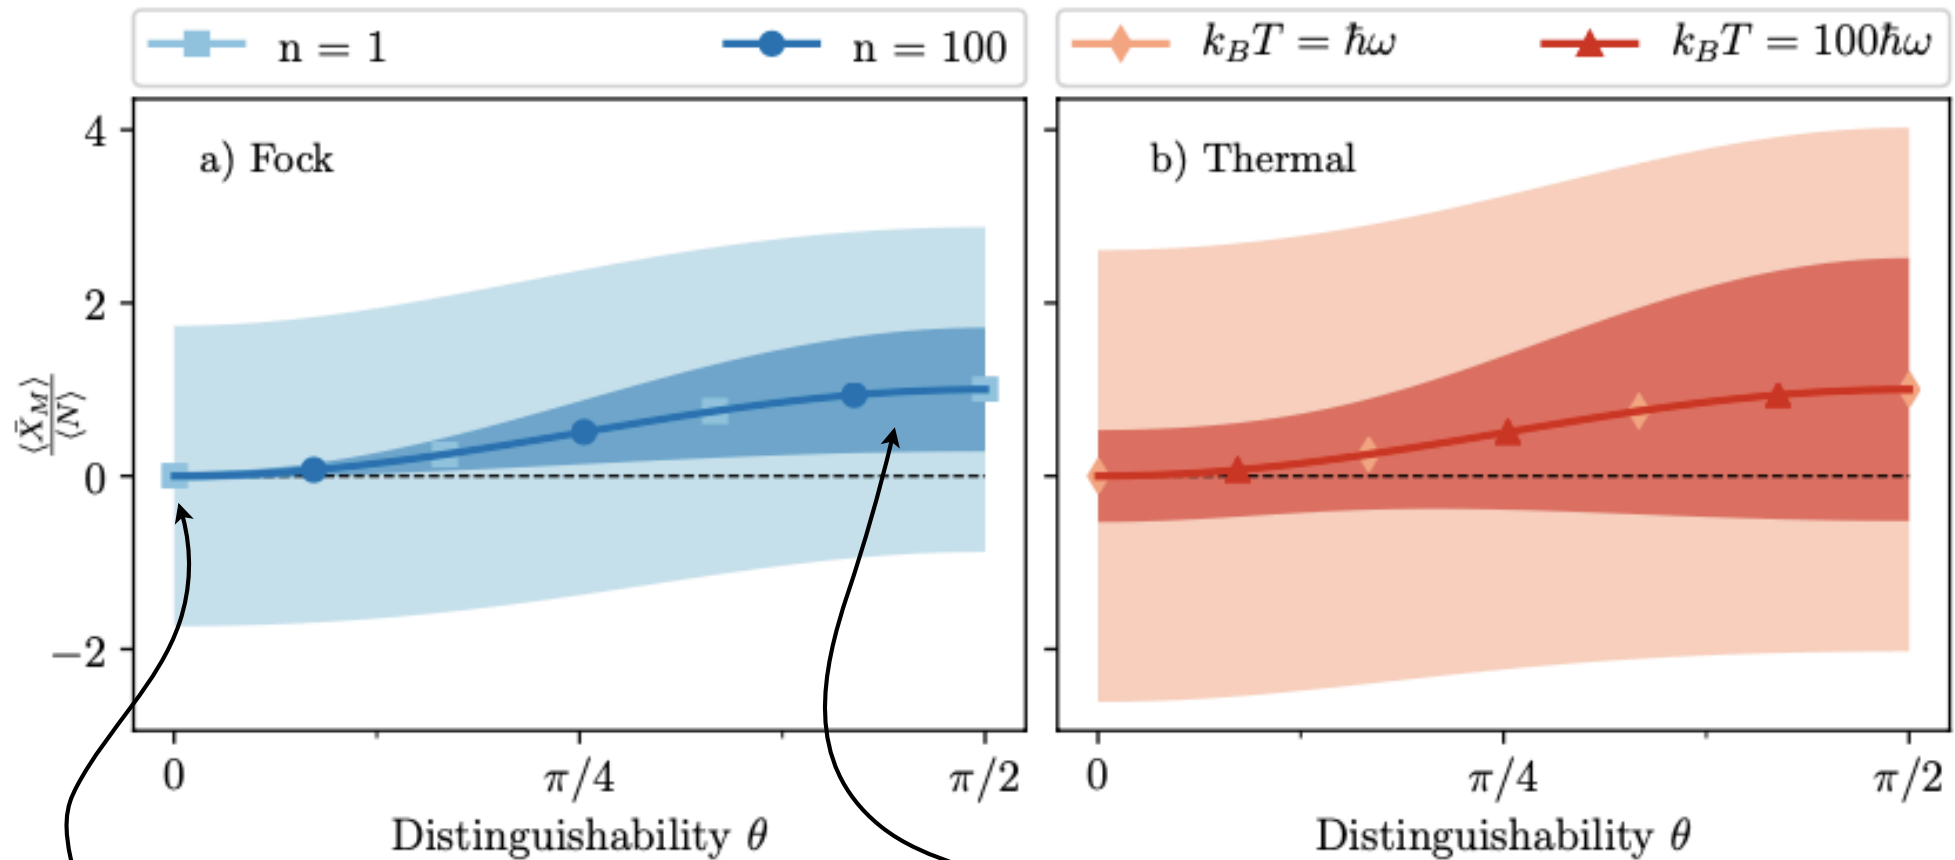 n = 1 n = 100
k_BT = ħω k_BT = 100ħω
a) Fock
b) Thermal
4
2
0
−2
⟨X̄_M⟩
⟨N⟩
0 π/4 π/2
Distinguishability θ
0 π/4 π/2
Distinguishability θ